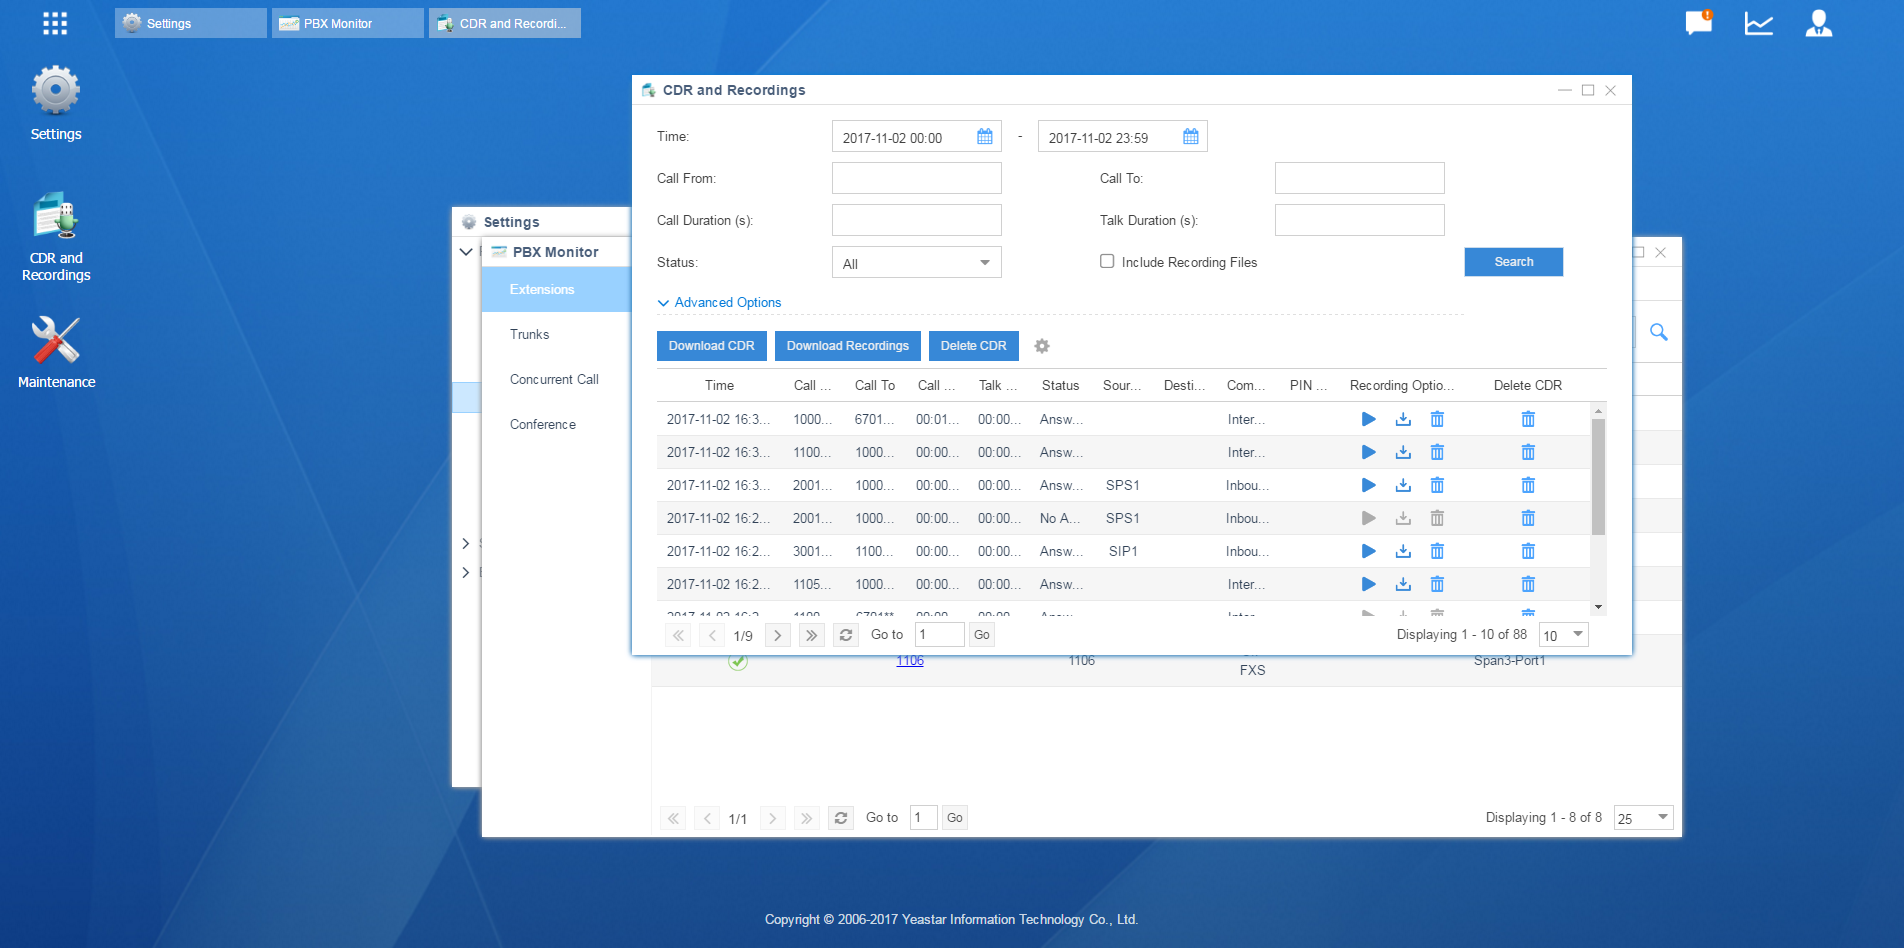 Settings
PBX Monitor
CDR and Recordi...
Settings
CDR and
Recordings
Maintenance
CDR and Recordings
Time:
2017-11-02 00:00
-
2017-11-02 23:59
Call From:
Call To:
Call Duration (s):
Talk Duration (s):
Status:
All
Include Recording Files
Search
Advanced Options
Download CDR
Download Recordings
Delete CDR
Time Call ... Call To Call ... Talk ... Status Sour... Desti... Com... PIN ... Recording Optio... Delete CDR
2017-11-02 16:3... 1000... 6701... 00:01... 00:00... Answ... Inter...
2017-11-02 16:3... 1100... 1000... 00:00... 00:00... Answ... Inter...
2017-11-02 16:3... 2001... 1000... 00:00... 00:00... Answ... SPS1 Inbou...
2017-11-02 16:2... 2001... 1000... 00:00... 00:00... No A... SPS1 Inbou...
2017-11-02 16:2... 3001... 1100... 00:00... 00:00... Answ... SIP1 Inbou...
2017-11-02 16:2... 1105... 1000... 00:00... 00:00... Answ... Inter...
1/9
Go to
1
Go
Displaying 1 - 10 of 88
10
Settings
PBX Monitor
Extensions
Trunks
Concurrent Call
Conference
1106 1106 FXS Span3-Port1
1/1
Go to
1
Go
Displaying 1 - 8 of 8
25
Copyright © 2006-2017 Yeastar Information Technology Co., Ltd.